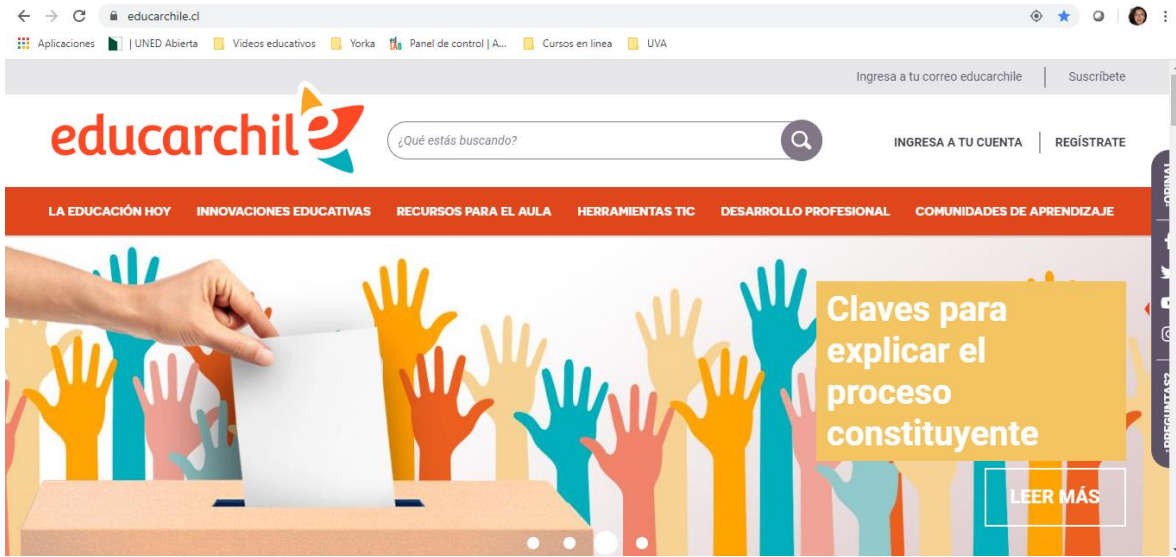 educarchile.cl
Aplicaciones | UNED Abierta Videos educativos Yorka Panel de control | A... Cursos en linea UVA
Ingresa a tu correo educarchile | Suscríbete
educarchile
¿Qué estás buscando?
INGRESA A TU CUENTA | REGÍSTRATE
LA EDUCACIÓN HOY INNOVACIONES EDUCATIVAS RECURSOS PARA EL AULA HERRAMIENTAS TIC DESARROLLO PROFESIONAL COMUNIDADES DE APRENDIZAJE
Claves para
explicar el
proceso
constituyente
LEER MÁS